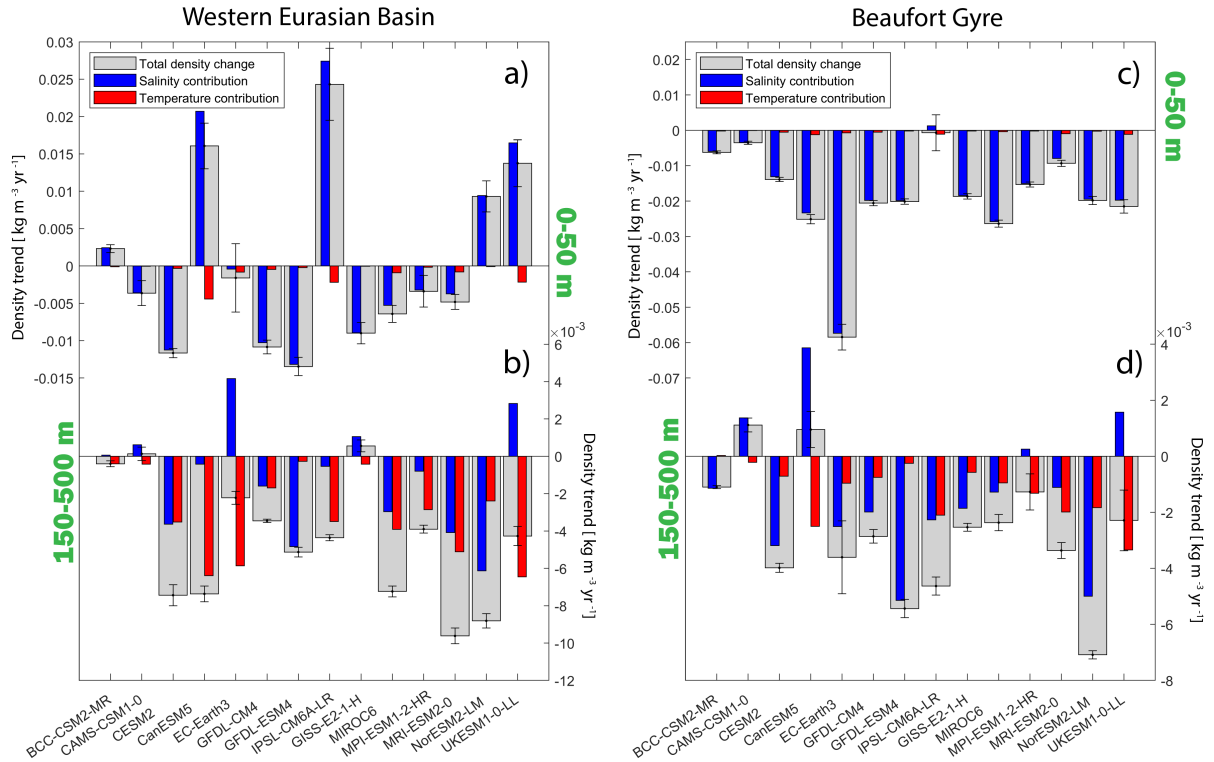 Western Eurasian Basin
Beaufort Gyre
0.03
0.025
0.02
0.015
0.01
0.005
0
-0.005
-0.01
-0.015
Density trend [ kg m⁻³ yr⁻¹]
Total density change
Salinity contribution
Temperature contribution
a)
0-50 m
×10⁻³
6
4
2
0
-2
-4
-6
-8
-10
-12
Density trend [ kg m⁻³ yr⁻¹]
b)
150-500 m
BCC-CSM2-MR
CAMS-CSM1-0
CESM2
CanESM5
EC-Earth3
GFDL-CM4
GFDL-ESM4
IPSL-CM6A-LR
GISS-E2-1-H
MIROC6
MPI-ESM1-2-HR
MRI-ESM2-0
NorESM2-LM
UKESM1-0-LL
0.02
0.01
0
-0.01
-0.02
-0.03
-0.04
-0.05
-0.06
-0.07
Density trend [ kg m⁻³ yr⁻¹]
Total density change
Salinity contribution
Temperature contribution
c)
0-50 m
×10⁻³
4
2
0
-2
-4
-6
-8
Density trend [ kg m⁻³ yr⁻¹]
d)
150-500 m
BCC-CSM2-MR
CAMS-CSM1-0
CESM2
CanESM5
EC-Earth3
GFDL-CM4
GFDL-ESM4
IPSL-CM6A-LR
GISS-E2-1-H
MIROC6
MPI-ESM1-2-HR
MRI-ESM2-0
NorESM2-LM
UKESM1-0-LL